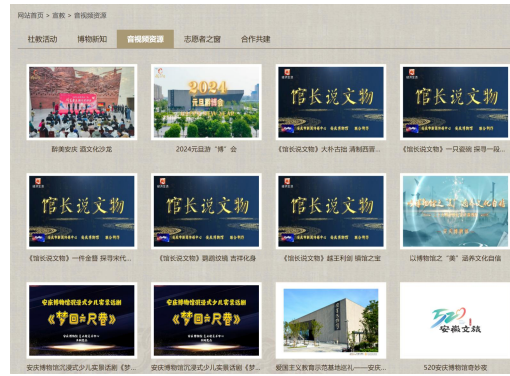 网站首页 > 宣教 > 音视频资源
社教活动 博物新知 音视频资源 志愿者之窗 合作共建
2024
元旦游博会
馆长说文物
馆长说文物
醉美安庆 酒文化沙龙
2024元旦游“博”会
《馆长说文物》大朴古拙 清制西晋...
《馆长说文物》一只瓷碗 探寻一段...
馆长说文物
馆长说文物
馆长说文物
《馆长说文物》一件金簪 探寻宋代...
《馆长说文物》鹦鹉纹镜 吉祥化身
《馆长说文物》越王利剑 镇馆之宝
以博物馆之“美”涵养文化自信
安庆博物馆沉浸式少儿实景话剧
《梦回六尺巷》
安庆博物馆沉浸式少儿实景话剧
《梦回六尺巷》
520
安徽文旅
安庆博物馆沉浸式少儿实景话剧《梦...
安庆博物馆沉浸式少儿实景话剧《梦...
爱国主义教育示范基地巡礼——安庆...
520安庆博物馆奇妙夜